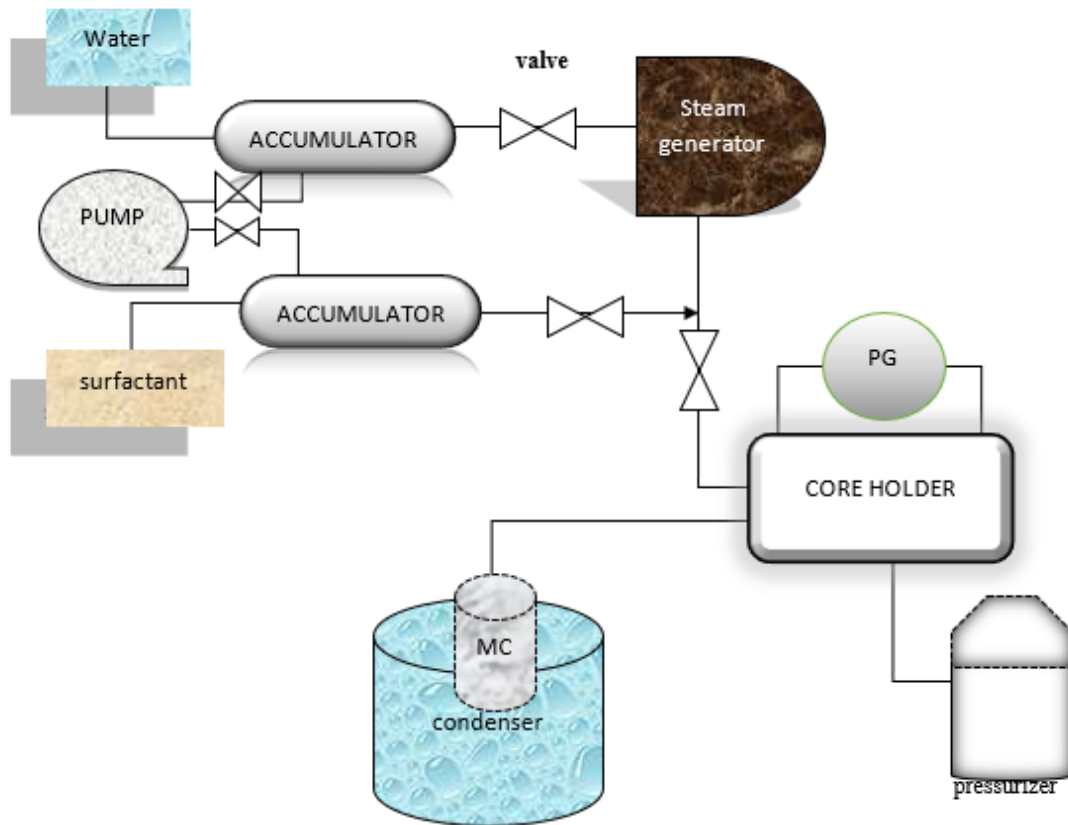 Water
valve
Steam
generator
ACCUMULATOR
PUMP
ACCUMULATOR
surfactant
PG
CORE HOLDER
MC
condenser
pressurizer